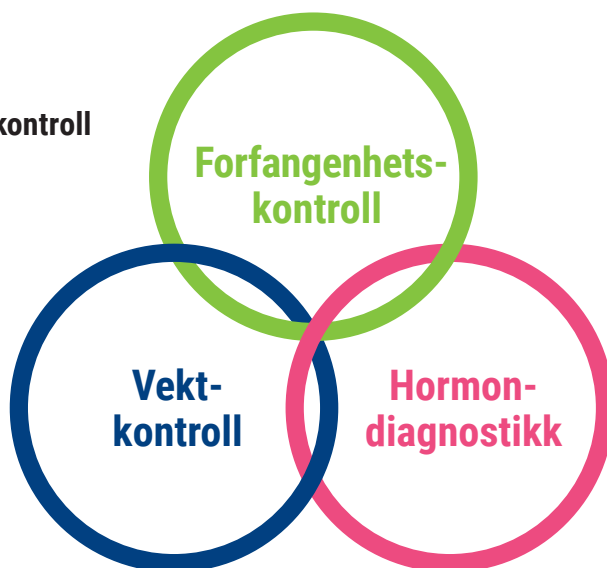 kontroll
Forfangenhets-
kontroll
Vekt-
kontroll
Hormon-
diagnostikk